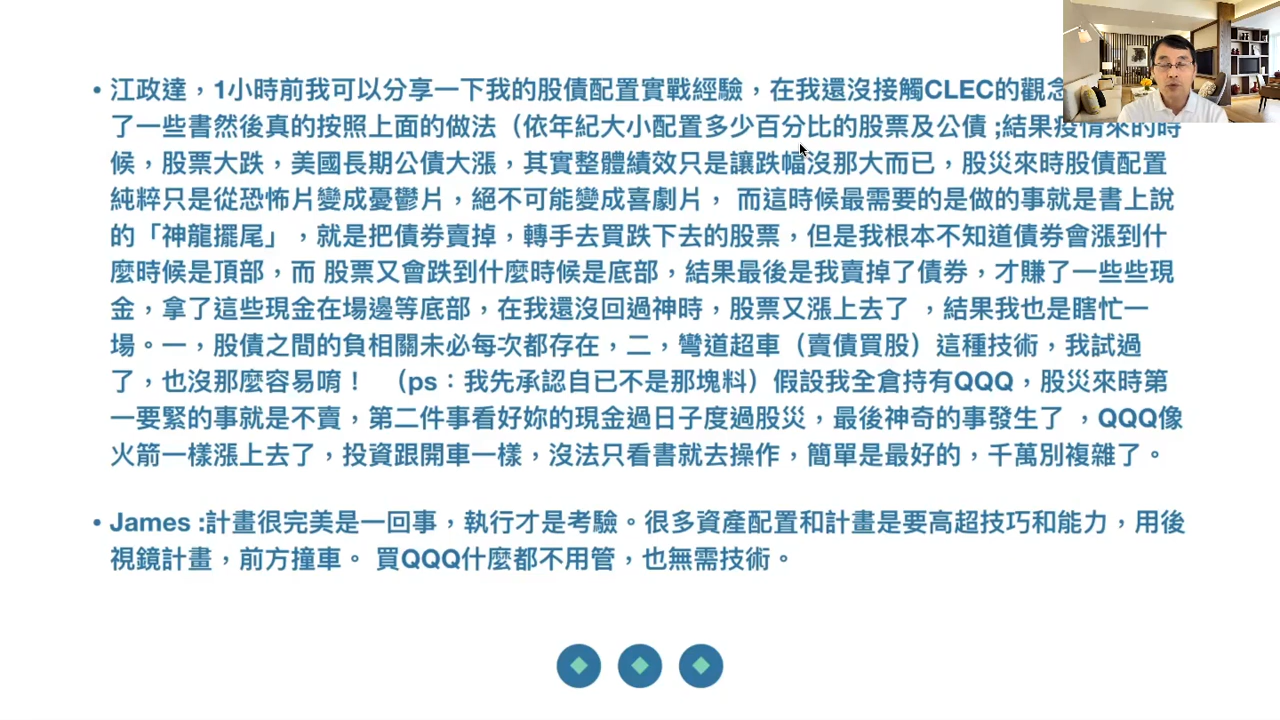 • 江政達，1小時前我可以分享一下我的股債配置實戰經驗，在我還沒接觸CLEC的觀念
了一些書然後真的按照上面的做法（依年紀大小配置多少百分比的股票及公債 ;結果疫情來的時
候，股票大跌，美國長期公債大漲，其實整體績效只是讓跌幅沒那大而已，股災來時股債配置
純粹只是從恐怖片變成憂鬱片，絕不可能變成喜劇片， 而這時候最需要的是做的事就是書上說
的「神龍擺尾」，就是把債券賣掉，轉手去買跌下去的股票，但是我根本不知道債券會漲到什
麼時候是頂部，而 股票又會跌到什麼時候是底部，結果最後是我賣掉了債券，才賺了一些些現
金，拿了這些現金在場邊等底部，在我還沒回過神時，股票又漲上去了 ，結果我也是瞎忙一
場。一，股債之間的負相關未必每次都存在，二，彎道超車（賣債買股）這種技術，我試過
了，也沒那麼容易唷！ （ps：我先承認自已不是那塊料）假設我全倉持有QQQ，股災來時第
一要緊的事就是不賣，第二件事看好妳的現金過日子度過股災，最後神奇的事發生了 ，QQQ像
火箭一樣漲上去了，投資跟開車一樣，沒法只看書就去操作，簡單是最好的，千萬別複雜了。
• James :計畫很完美是一回事，執行才是考驗。很多資產配置和計畫是要高超技巧和能力，用後
視鏡計畫，前方撞車。 買QQQ什麼都不用管，也無需技術。